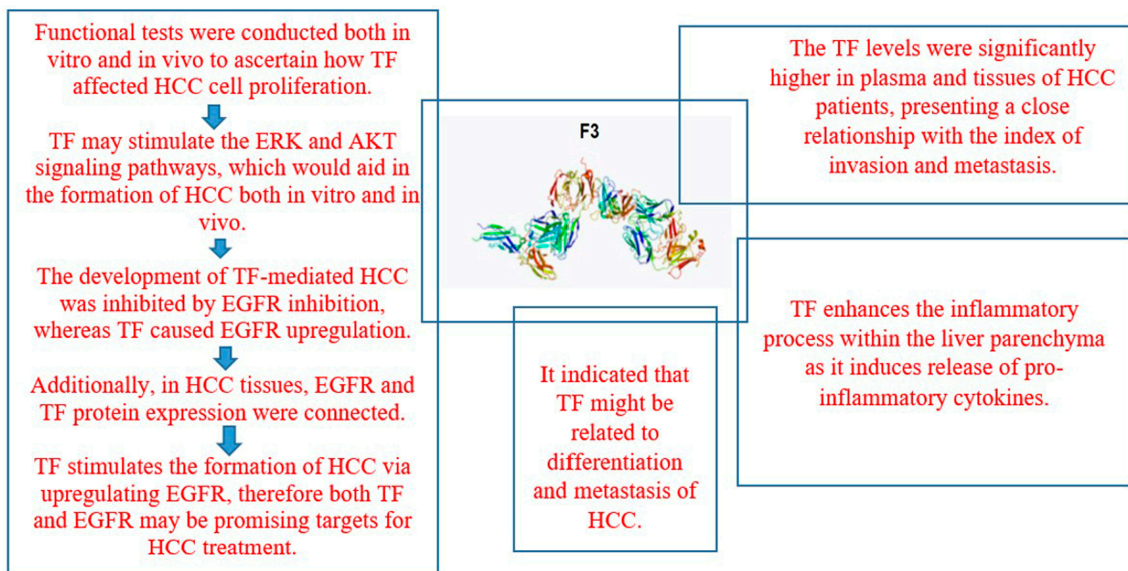 Functional tests were conducted both in
vitro and in vivo to ascertain how TF
affected HCC cell proliferation.
TF may stimulate the ERK and AKT
signaling pathways, which would aid in
the formation of HCC both in vitro and in
vivo.
The development of TF-mediated HCC
was inhibited by EGFR inhibition,
whereas TF caused EGFR upregulation.
Additionally, in HCC tissues, EGFR and
TF protein expression were connected.
TF stimulates the formation of HCC via
upregulating EGFR, therefore both TF
and EGFR may be promising targets for
HCC treatment.
F3
It indicated that
TF might be
related to
differentiation
and metastasis of
HCC.
The TF levels were significantly
higher in plasma and tissues of HCC
patients, presenting a close
relationship with the index of
invasion and metastasis.
TF enhances the inflammatory
process within the liver parenchyma
as it induces release of pro-
inflammatory cytokines.